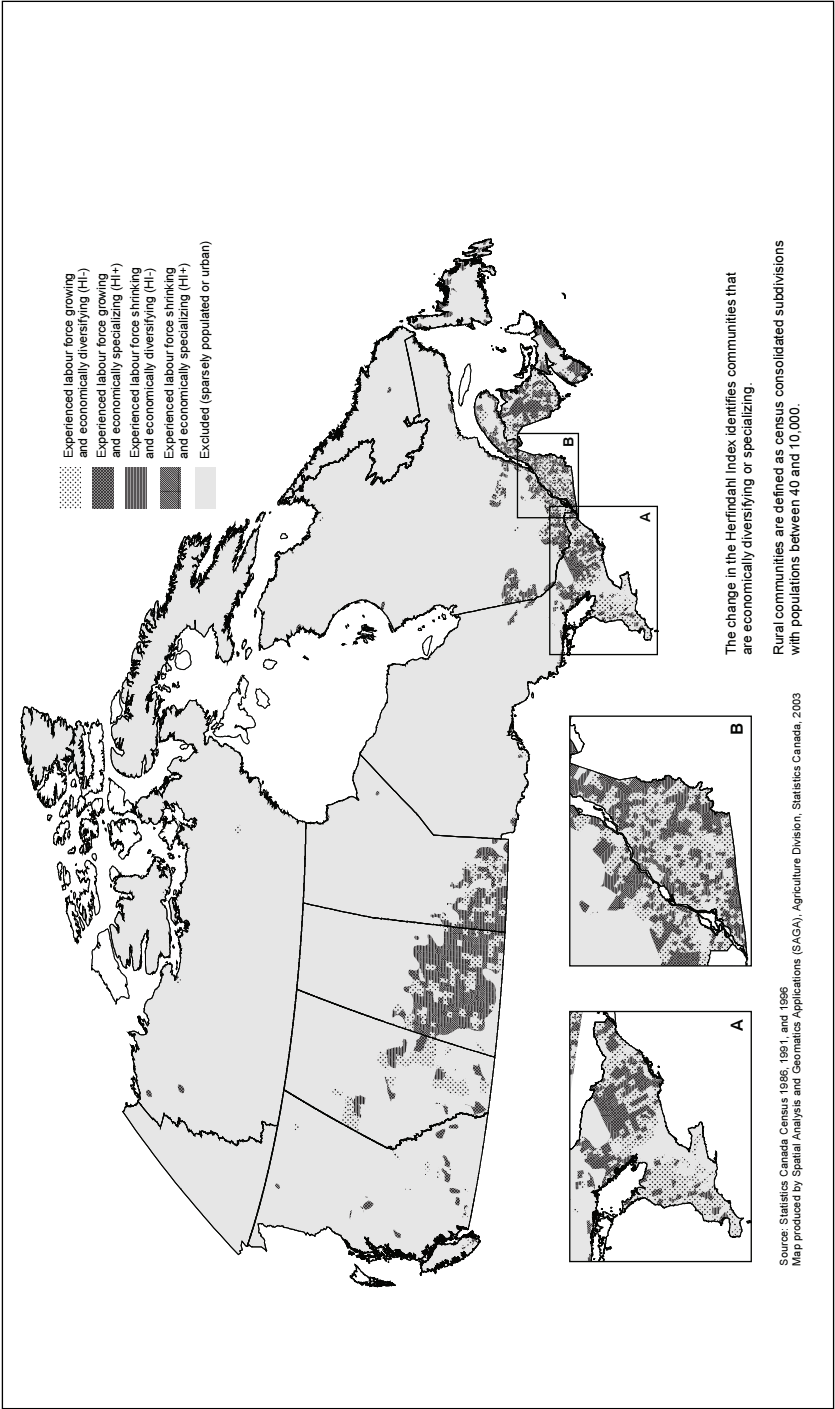 Experienced labour force growing
and economically diversifying (HI-)
Experienced labour force growing
and economically specializing (HI+)
Experienced labour force shrinking
and economically diversifying (HI-)
Experienced labour force shrinking
and economically specializing (HI+)
Excluded (sparsely populated or urban)
B
A
The change in the Herfindahl Index identifies communities that
are economically diversifying or specializing.
Rural communities are defined as census consolidated subdivisions
with populations between 40 and 10,000.
A
B
Source: Statistics Canada Census 1986, 1991, and 1996
Map produced by Spatial Analysis and Geomatics Applications (SAGA), Agriculture Division, Statistics Canada, 2003